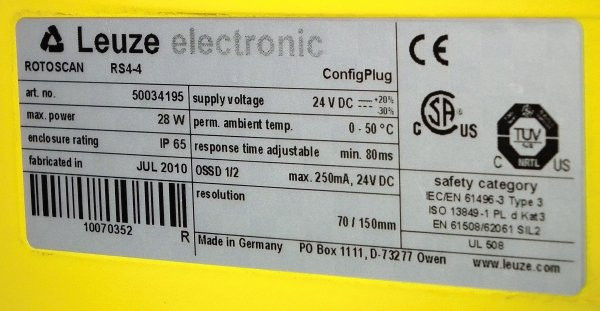 Leuze electronic
ROTOSCAN RS4-4 ConfigPlug
art. no. 50034195
max. power 28 W
enclosure rating IP 65
fabricated in JUL 2010
10070352 R
supply voltage 24 V DC +20% 30%
perm. ambient temp. 0 - 50 °C
response time adjustable min. 80ms
OSSD 1/2 max. 250mA, 24V DC
resolution
70 / 150mm
Made in Germany PO Box 1111, D-73277 Owen
CE
CSA US
C TUV NRTL US
safety category
IEC/EN 61496-3 Type 3
ISO 13849-1 PL d Kat3
EN 61508/62061 SIL2
UL 508
www.leuze.com